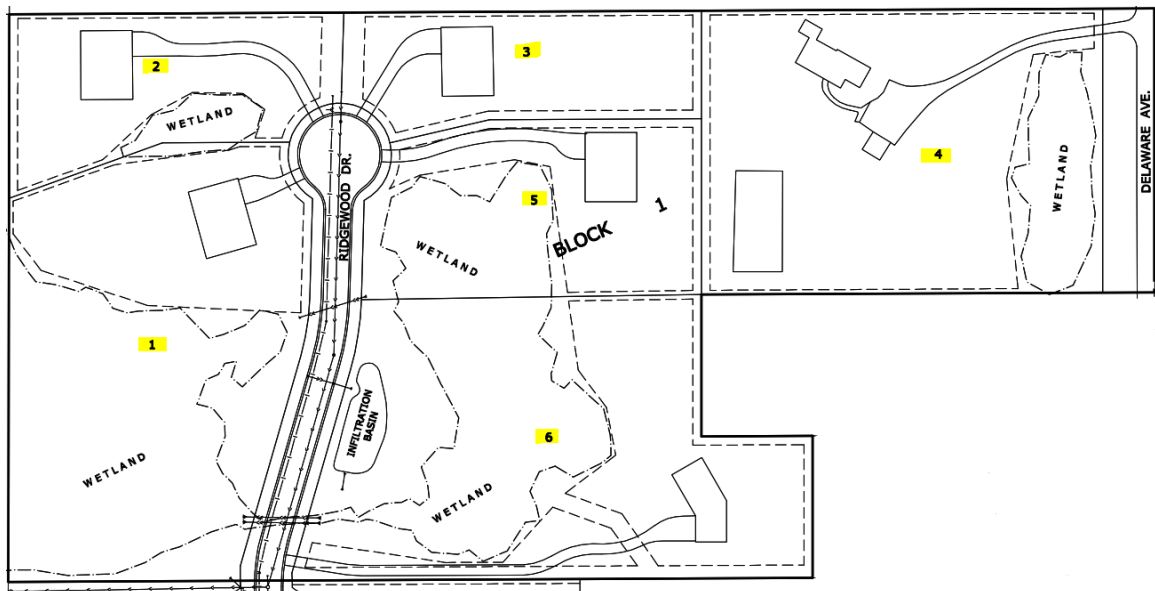 3
2
WETLAND
4
DELAWARE AVE.
WETLAND
RIDGEWOOD DR.
5
BLOCK 1
WETLAND
1
INFILTRATION
BASIN
6
WETLAND
WETLAND